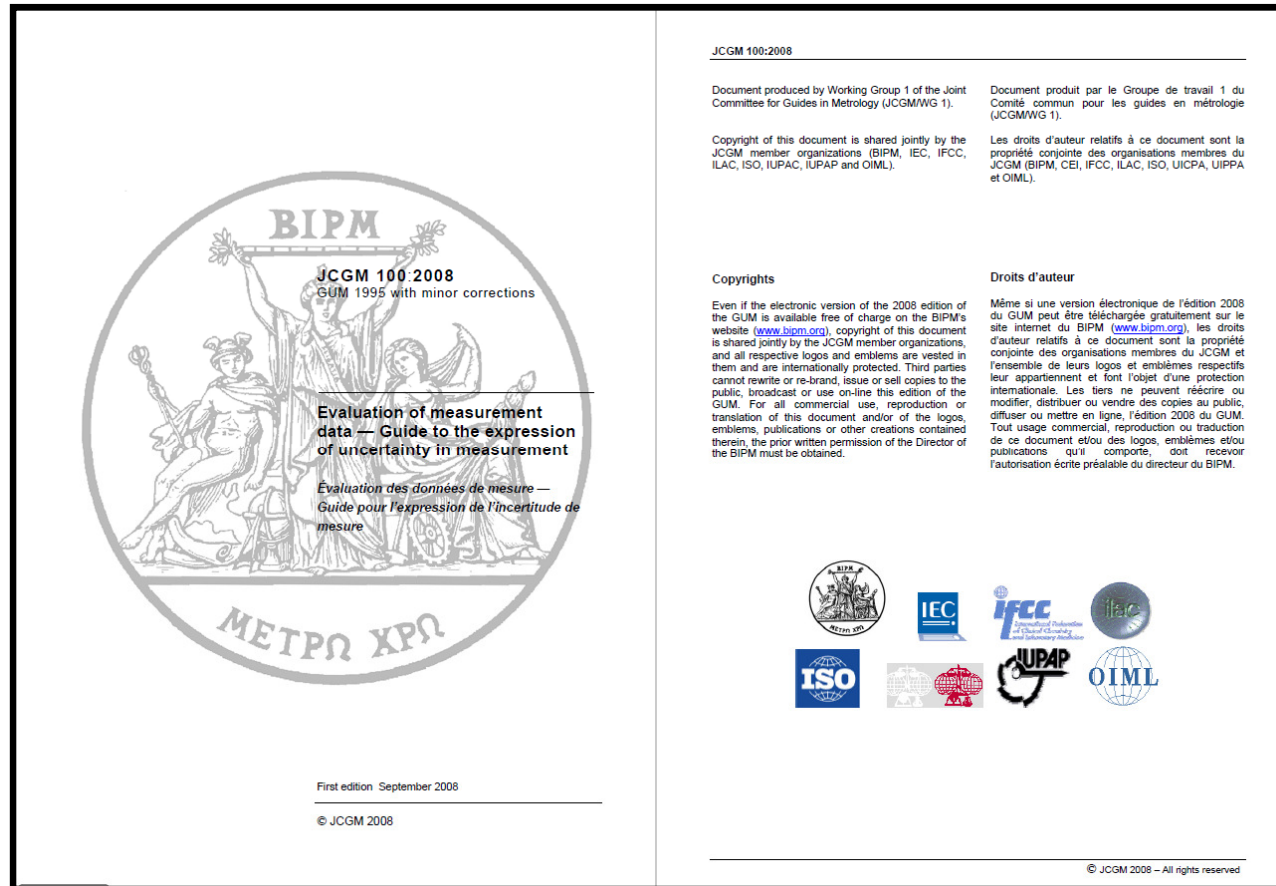 BIPM
JCGM 100:2008
GUM 1995 with minor corrections
Evaluation of measurement
data — Guide to the expression
of uncertainty in measurement
Évaluation des données de mesure —
Guide pour l'expression de l'incertitude de
mesure
ΜΕΤΡΩ ΧΡΩ
First edition September 2008
© JCGM 2008
JCGM 100:2008
Document produced by Working Group 1 of the Joint
Committee for Guides in Metrology (JCGM/WG 1).
Copyright of this document is shared jointly by the
JCGM member organizations (BIPM, IEC, IFCC,
ILAC, ISO, IUPAC, IUPAP and OIML).
Document produit par le Groupe de travail 1 du
Comité commun pour les guides en métrologie
(JCGM/WG 1).
Les droits d'auteur relatifs à ce document sont la
propriété conjointe des organisations membres du
JCGM (BIPM, CEI, IFCC, ILAC, ISO, UICPA, UIPPA
et OIML).
Copyrights
Even if the electronic version of the 2008 edition of
the GUM is available free of charge on the BIPM's
website (www.bipm.org), copyright of this document
is shared jointly by the JCGM member organizations,
and all respective logos and emblems are vested in
them and are internationally protected. Third parties
cannot rewrite or re-brand, issue or sell copies to the
public, broadcast or use on-line this edition of the
GUM. For all commercial use, reproduction or
translation of this document and/or of the logos,
emblems, publications or other creations contained
therein, the prior written permission of the Director of
the BIPM must be obtained.
Droits d'auteur
Même si une version électronique de l'édition 2008
du GUM peut être téléchargée gratuitement sur le
site internet du BIPM (www.bipm.org), les droits
d'auteur relatifs à ce document sont la propriété
conjointe des organisations membres du JCGM et
l'ensemble de leurs logos et emblèmes respectifs
leur appartiennent et font l'objet d'une protection
internationale. Les tiers ne peuvent réécrire ou
modifier, distribuer ou vendre des copies au public,
diffuser ou mettre en ligne, l'édition 2008 du GUM.
Tout usage commercial, reproduction ou traduction
de ce document et/ou des logos, emblèmes et/ou
publications qu'il comporte, doit recevoir
l'autorisation écrite préalable du directeur du BIPM.
BIPM
ΜΕΤΡΩ ΧΡΩ
IEC
ifcc
International Federation
of Clinical Chemistry
and Laboratory Medicine
ilac
ISO
IUPAP
OIML
© JCGM 2008 – All rights reserved